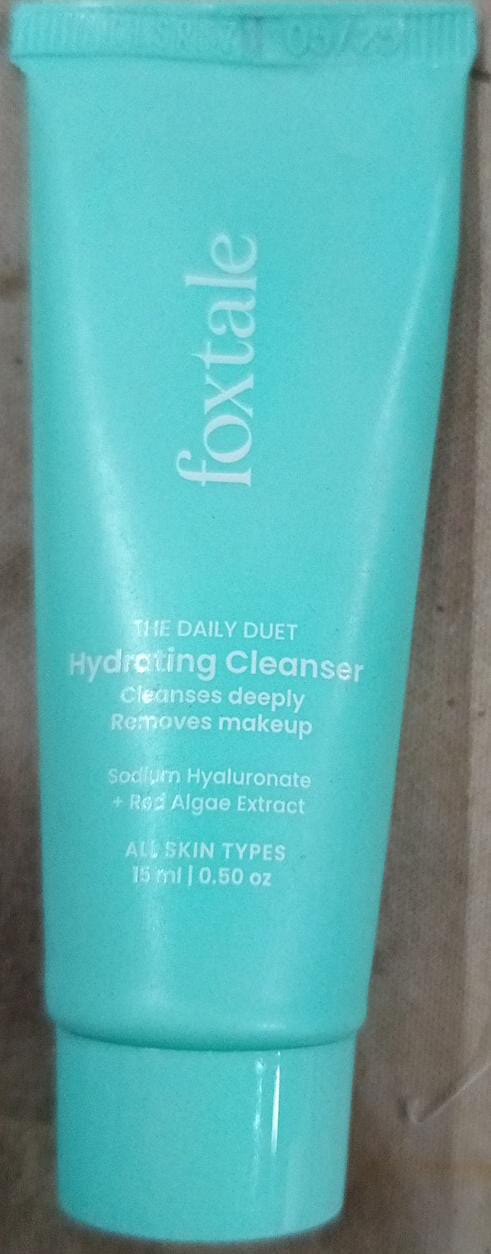 foxtale
THE DAILY DUET
Hydrating Cleanser
Cleanses deeply
Removes makeup
Sodium Hyaluronate
+ Red Algae Extract
ALL SKIN TYPES
15 ml | 0.50 oz